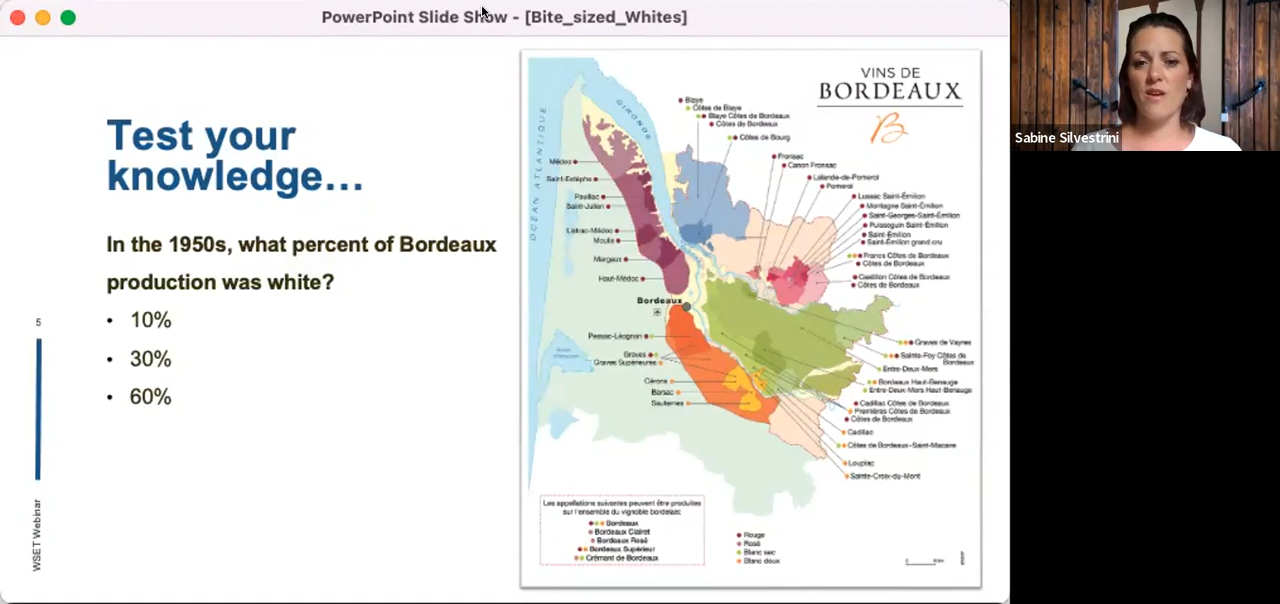 PowerPoint Slide Show - [Bite_sized_Whites]
Sabine Silvestrini
Test your
knowledge…
In the 1950s, what percent of Bordeaux
production was white?
• 10%
• 30%
• 60%
5
WSET Webinar
VINS DE
BORDEAUX
B
OCÉAN ATLANTIQUE
GIRONDE
Blaye
Côtes de Blaye
Blaye Côtes de Bordeaux
Côtes de Bordeaux
Côtes de Bourg
Fronsac
Canon Fronsac
Lalande-de-Pomerol
Pomerol
Lussac Saint-Émilion
Montagne Saint-Émilion
Saint-Georges-Saint-Émilion
Puisseguin Saint-Émilion
Saint-Émilion
Saint-Émilion grand cru
Francs Côtes de Bordeaux
Côtes de Bordeaux
Castillon Côtes de Bordeaux
Côtes de Bordeaux
Médoc
Saint-Estèphe
Pauillac
Saint-Julien
Listrac-Médoc
Moulis
Margaux
Haut-Médoc
Bordeaux
Pessac-Léognan
Graves
Graves Supérieures
Cérons
Barsac
Sauternes
Graves de Vayres
Sainte-Foy Côtes de
Bordeaux
Entre-Deux-Mers
Bordeaux Haut-Benauge
Entre-Deux-Mers Haut-Benauge
Cadillac Côtes de Bordeaux
Premières Côtes de Bordeaux
Côtes de Bordeaux
Cadillac
Côtes de Bordeaux-Saint-Macaire
Loupiac
Sainte-Croix-du-Mont
Les appellations suivantes peuvent être produites
sur l'ensemble du vignoble bordelais:
Bordeaux
Bordeaux Clairet
Bordeaux Rosé
Bordeaux Supérieur
Crémant de Bordeaux
Rouge
Rosé
Blanc sec
Blanc doux